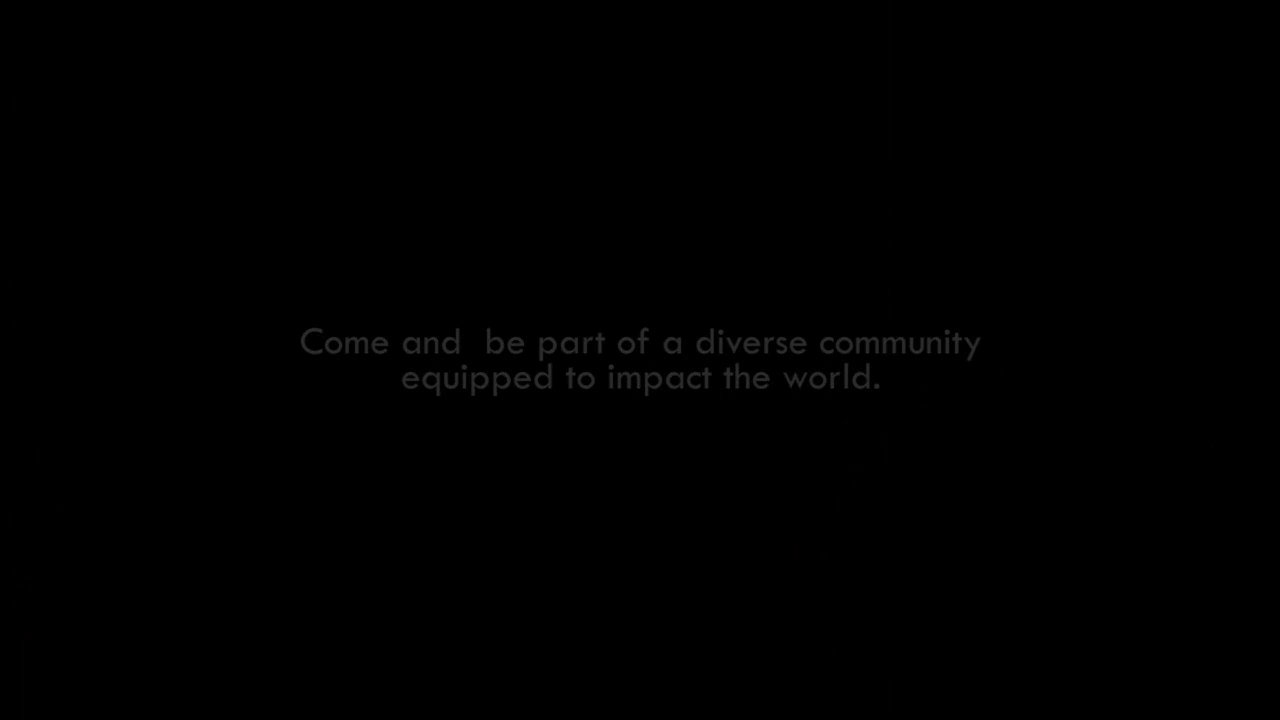 Come and  be part of a diverse community
equipped to impact the world.